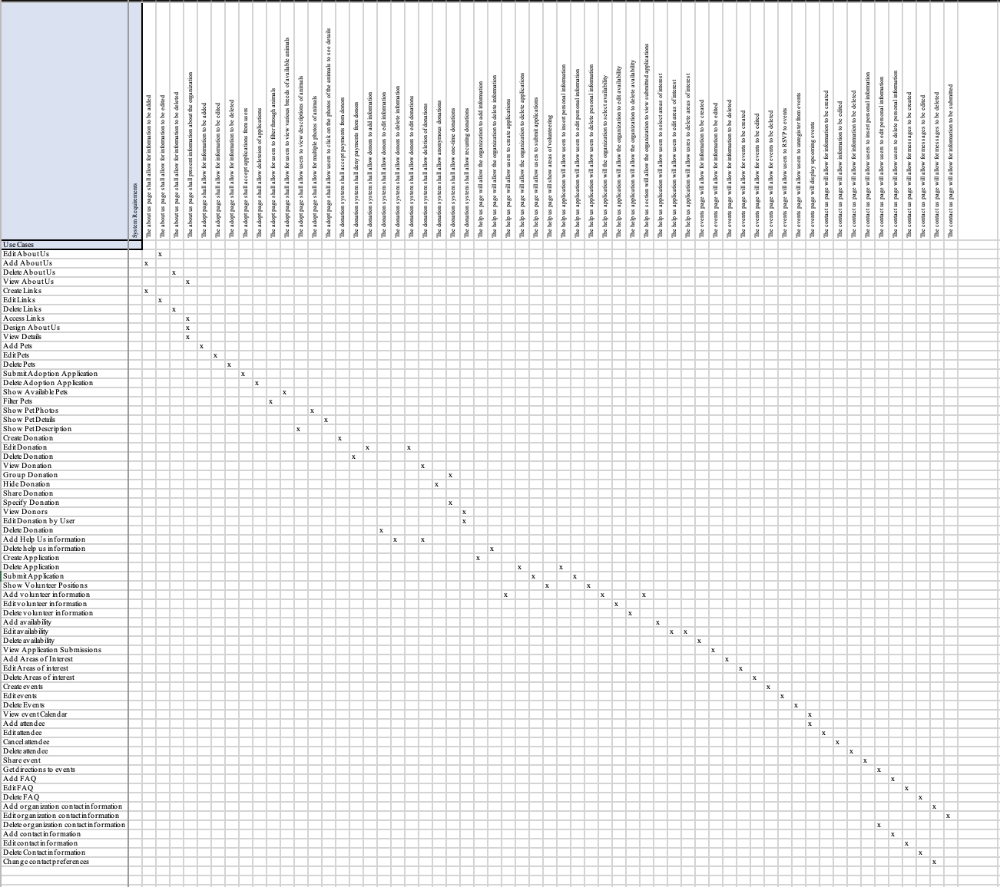 System Requirements
The about us page shall allow for information to be added
The about us page shall allow for information to be edited
The about us page shall allow for information to be deleted
The about us page shall present information about the organization
The adopt page shall allow for information to be added
The adopt page shall allow for information to be edited
The adopt page shall allow for information to be deleted
The adopt page shall accept applications from users
The adopt page shall allow deletion of applications
The adopt page shall allow for users to filter through animals
The adopt page shall allow for users to view various breeds of available animals
The adopt page shall allow users to view descriptions of animals
The adopt page shall allow for multiple photos of animals
The adopt page shall allow users to click on the photos of the animals to see details
The donation system shall accept payments from donors
The donation system shall deny payments from donors
The donation system shall allow donors to add information
The donation system shall allow donors to edit information
The donation system shall allow donors to delete information
The donation system shall allow donors to edit donations
The donation system shall allow deletion of donations
The donation system shall allow anonymous donations
The donation system shall allow one-time donations
The donation system shall allow recurring donations
The help us page will allow the organization to add information
The help us page will allow the organization to delete information
The help us page will allow users to create applications
The help us page will allow the organization to delete applications
The help us page will allow users to submit applications
The help us page will show areas of volunteering
The help us application will allow users to insert personal information
The help us application will allow users to edit personal information
The help us application will allow users to delete pesonal information
The help us application will the organization to select availability
The help us application will allow the organization to edit availability
The help us application will allow the organization to delete availability
The help us section will allow the organization to view submitted applications
The help us application will allow users to select areas of interest
The help us application will allow users to edit areas of interest
The help us application will allow users to delete areas of interest
The events page will allow for information to be created
The events page will allow for information to be edited
The events page will allow for information to be deleted
The events page will allow for events to be created
The events page will allow for events to be edited
The events page will allow for events to be deleted
The events page will allow users to RSVP to events
The events page will allow users to unregister from events
The events page will display upcoming events
The contact us page will allow for information to be created
The contact us page will allow information to be edited
The contact us page will allow for information to be deleted
The contact us page will allow users to insert personal information
The contact us page will allow users to edit personal information
The contact us page will allow users to delete personal information
The contact us page will allow for messages to be created
The contact us page will allow for messages to be edited
The contact us page will allow for messages to be deleted
The contact us page will allow for information to be submitted
Use Cases
Edit About Us x
Add About Us x
Delete About Us x
View About Us x
Create Links x
Edit Links x
Delete Links x
Access Links x
Design About Us x
View Details x
Add Pets x
Edit Pets x
Delete Pets x
Submit Adoption Application x
Delete Adoption Application x
Show Available Pets x
Filter Pets x
Show Pet Photos x
Show Pet Details x
Show Pet Description x
Create Donation x
Edit Donation x x
Delete Donation x
View Donation x
Group Donation x
Hide Donation x
Share Donation
Specify Donation x
View Donors x
Edit Donation by User x
Delete Donation x
Add Help Us information x x
Delete help us information x
Create Application x
Delete Application x x
Submit Application x x
Show Volunteer Positions x x
Add volunteer information x x x
Edit volunteer information x
Delete volunteer information x
Add availability x
Edit availability x x
Delete availability x
View Application Submissions x
Add Areas of Interest x
Edit Areas of interest x
Delete Areas of interest x
Create events x
Edit events x
Delete Events x
View event Calendar x
Add attendee x
Edit attendee x
Cancel attendee x
Delete attendee x
Share event x
Get directions to events x
Add FAQ x
Edit FAQ x
Delete FAQ x
Add organization contact information x
Edit organization contact information x
Delete organization contact information x
Add contact information x
Edit contact information x
Delete Contact information x
Change contact preferences x